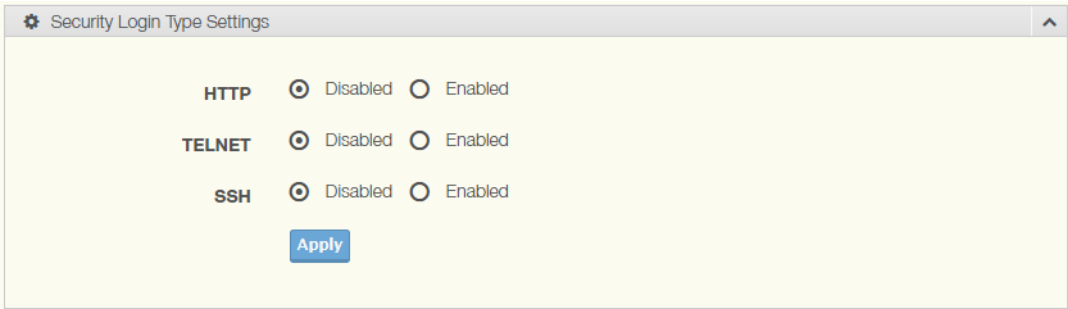 Security Login Type Settings
HTTP Disabled Enabled
TELNET Disabled Enabled
SSH Disabled Enabled
Apply